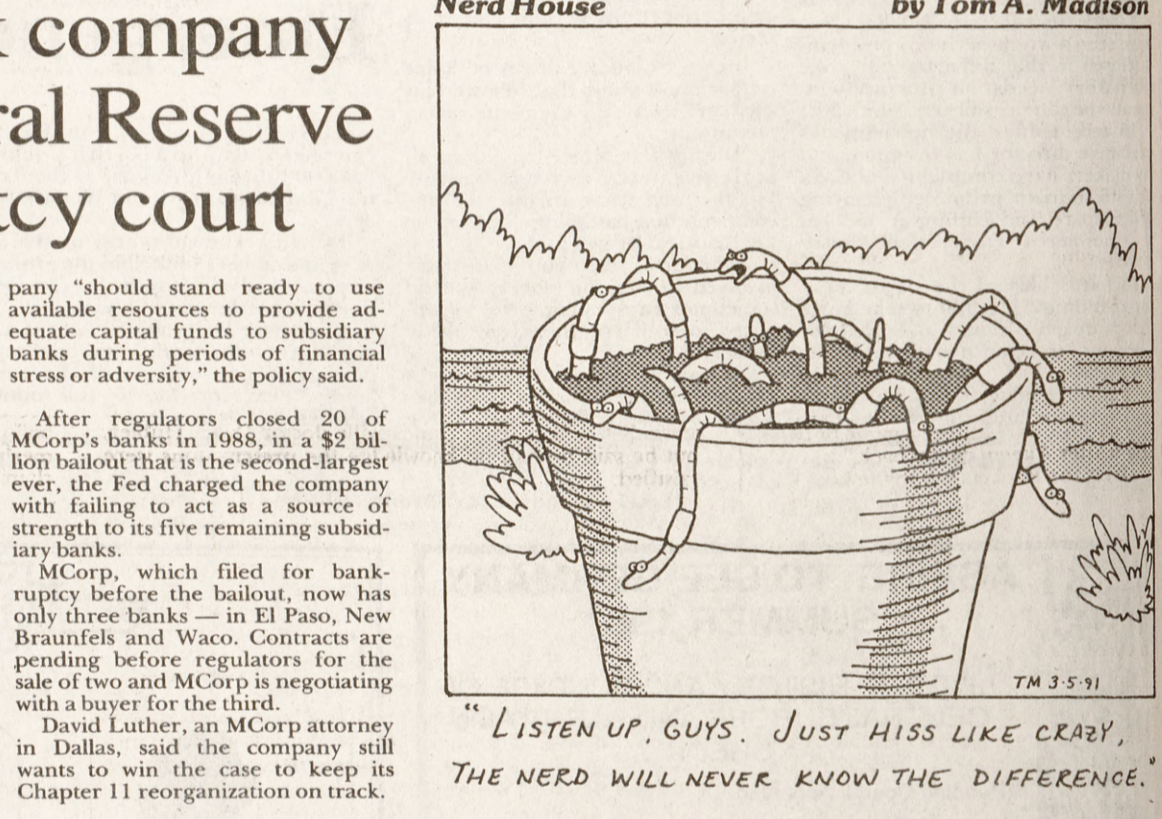 company
ral Reserve
tcy court
pany “should stand ready to use
available resources to provide ad-
equate capital funds to subsidiary
banks during periods of financial
stress or adversity,” the policy said.
After regulators closed 20 of
MCorp’s banks in 1988, in a $2 bil-
lion bailout that is the second-largest
ever, the Fed charged the company
with failing to act as a source of
strength to its five remaining subsid-
iary banks.
MCorp, which filed for bank-
ruptcy before the bailout, now has
only three banks — in El Paso, New
Braunfels and Waco. Contracts are
pending before regulators for the
sale of two and MCorp is negotiating
with a buyer for the third.
David Luther, an MCorp attorney
in Dallas, said the company still
wants to win the case to keep its
Chapter 11 reorganization on track.
Nerd House by Tom A. Madison
TM 3·5·91
“LISTEN UP, GUYS. JUST HISS LIKE CRAZY,
THE NERD WILL NEVER KNOW THE DIFFERENCE.”